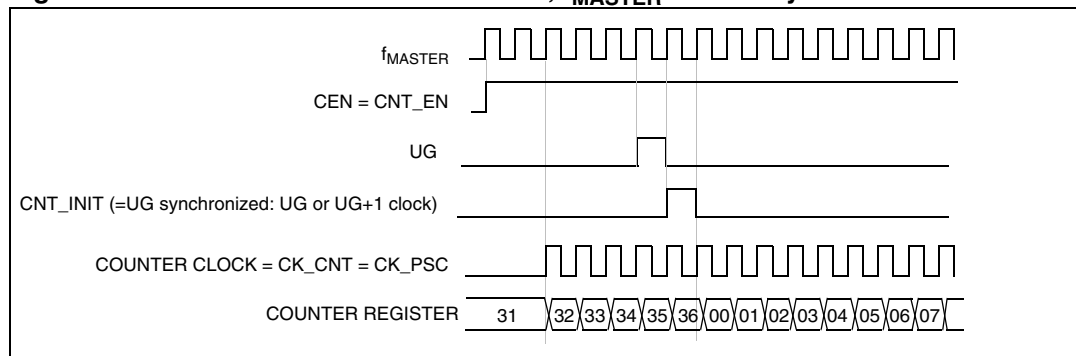 fMASTER
CEN = CNT_EN
UG
CNT_INIT (=UG synchronized: UG or UG+1 clock)
COUNTER CLOCK = CK_CNT = CK_PSC
COUNTER REGISTER 31 32 33 34 35 36 00 01 02 03 04 05 06 07